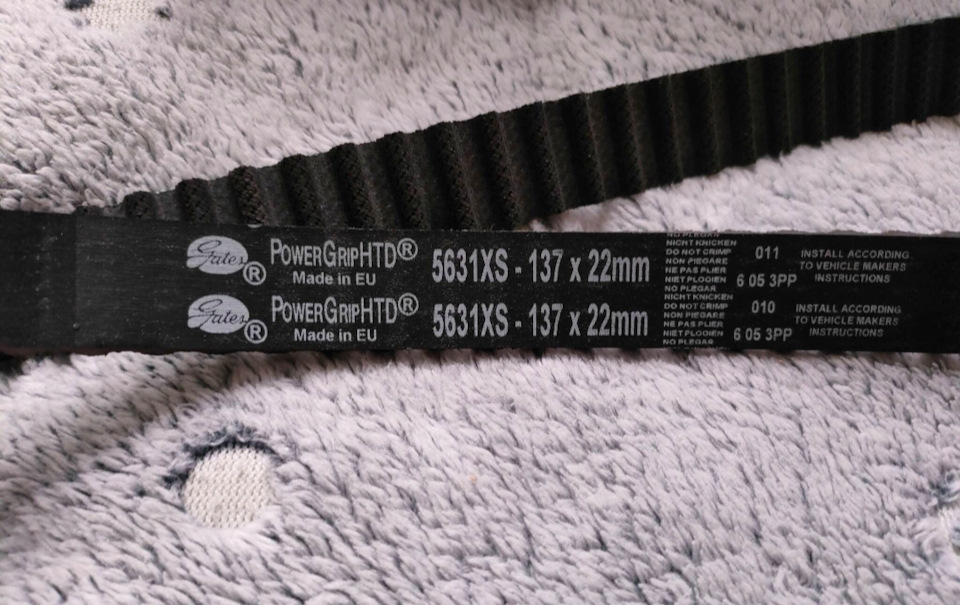 Gates® PowerGripHTD® 5631XS - 137 x 22mm
Made in EU
NO PLEGAR
NICHT KNICKEN
DO NOT CRIMP
NON PIEGARE
NE PAS PLIER
NIET PLOOIEN
NO PLEGAR
011
6 05 3PP
INSTALL ACCORDING
TO VEHICLE MAKERS
INSTRUCTIONS
Gates® PowerGripHTD® 5631XS - 137 x 22mm
Made in EU
NICHT KNICKEN
DO NOT CRIMP
NON PIEGARE
NE PAS PLIER
NIET PLOOIEN
NO PLEGAR
010
6 05 3PP
INSTALL ACCORDING
TO VEHICLE MAKERS
INSTRUCTIONS